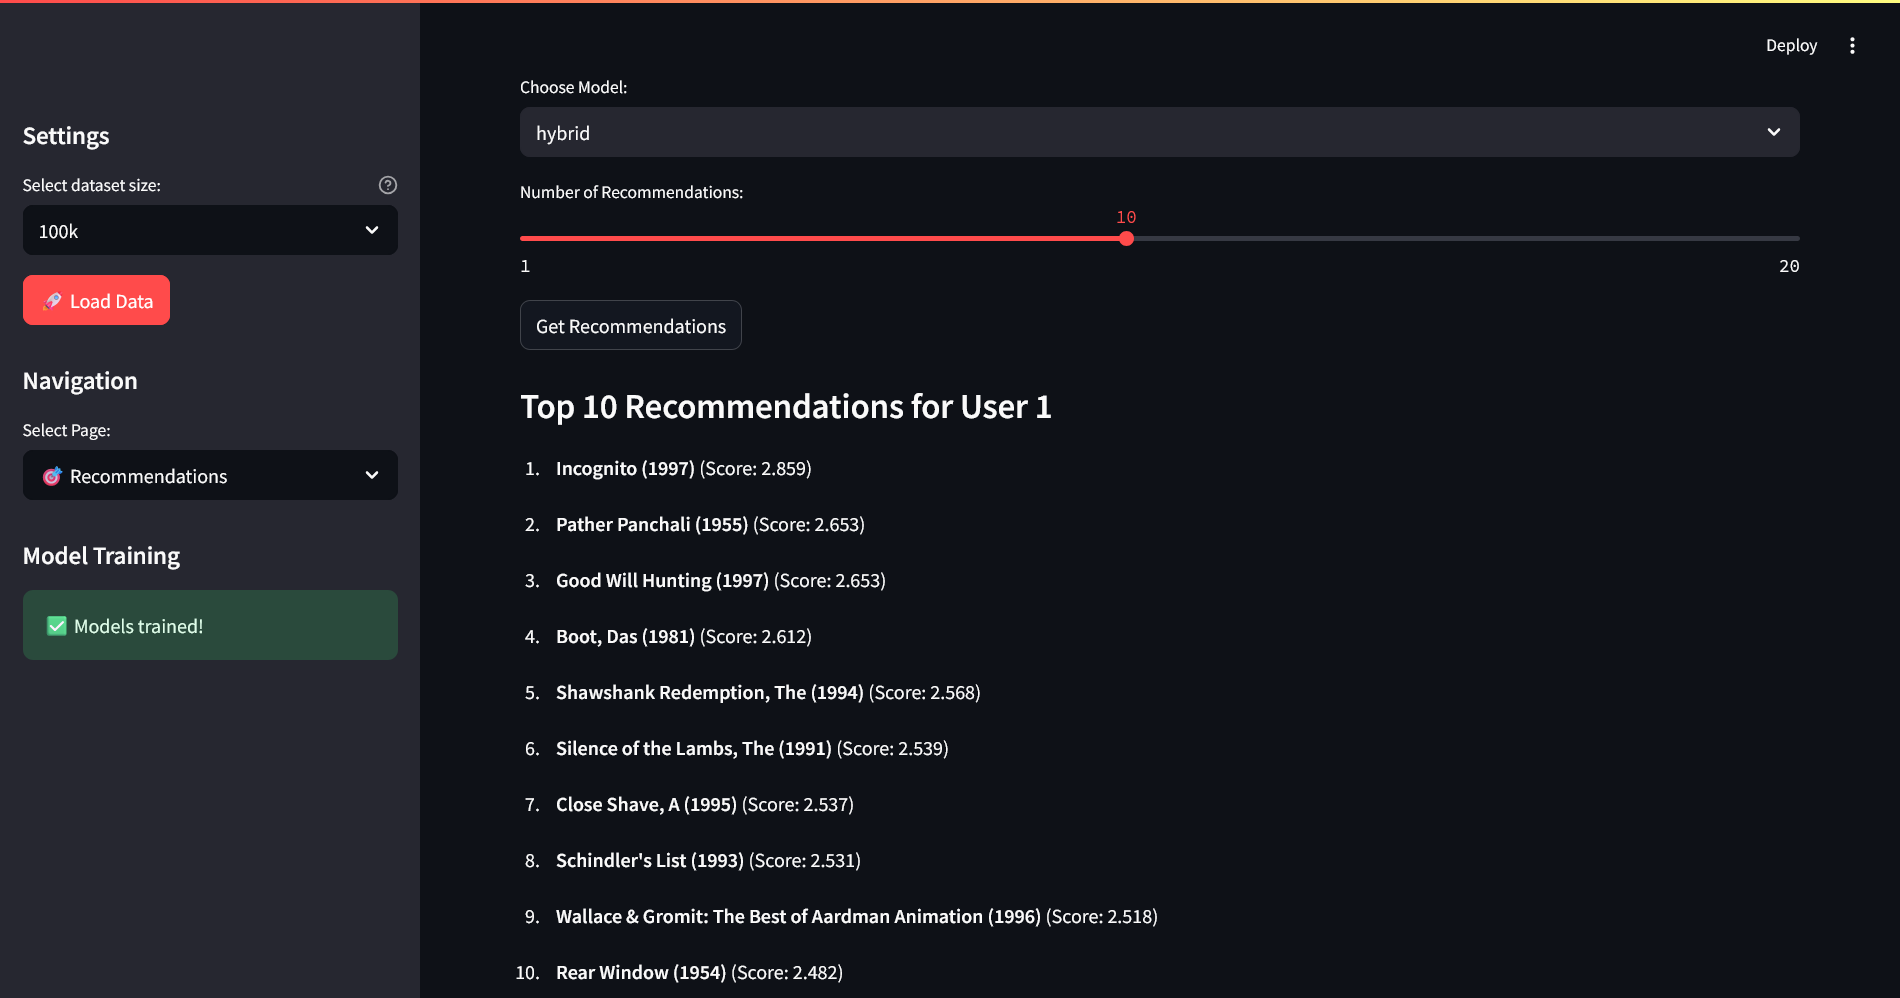 Deploy
Settings
Select dataset size:
100k
🚀 Load Data
Navigation
Select Page:
🎯 Recommendations
Model Training
✅ Models trained!
Choose Model:
hybrid
Number of Recommendations:
10
1
20
Get Recommendations
Top 10 Recommendations for User 1
1. Incognito (1997) (Score: 2.859)
2. Pather Panchali (1955) (Score: 2.653)
3. Good Will Hunting (1997) (Score: 2.653)
4. Boot, Das (1981) (Score: 2.612)
5. Shawshank Redemption, The (1994) (Score: 2.568)
6. Silence of the Lambs, The (1991) (Score: 2.539)
7. Close Shave, A (1995) (Score: 2.537)
8. Schindler's List (1993) (Score: 2.531)
9. Wallace & Gromit: The Best of Aardman Animation (1996) (Score: 2.518)
10. Rear Window (1954) (Score: 2.482)